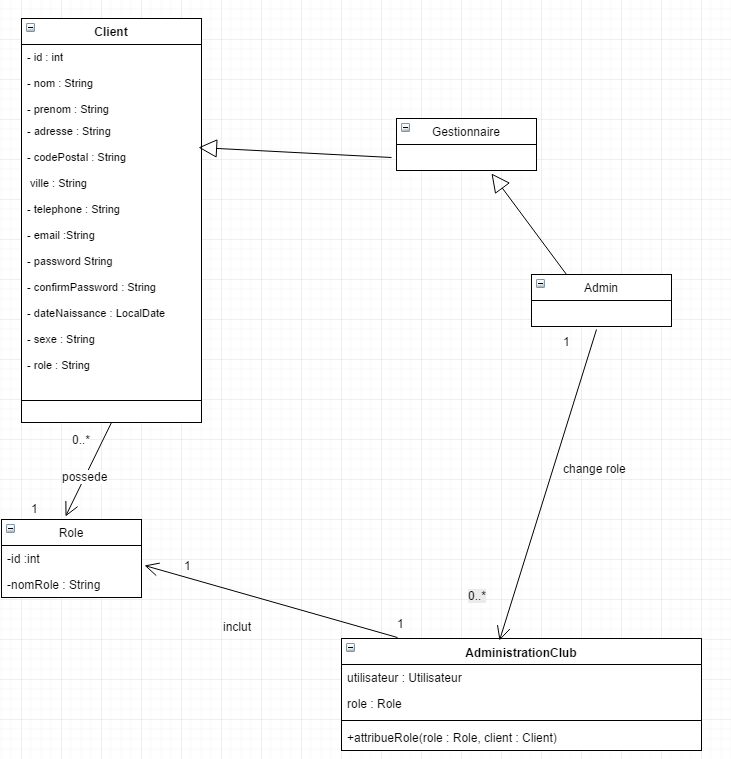 Client
- id : int
- nom : String
- prenom : String
- adresse : String
- codePostal : String
ville : String
- telephone : String
- email :String
- password String
- confirmPassword : String
- dateNaissance : LocalDate
- sexe : String
- role : String
Gestionnaire
Admin
1
change role
0..*
0..*
possede
1
Role
-id :int
-nomRole : String
1
inclut
1
AdministrationClub
utilisateur : Utilisateur
role : Role
+attribueRole(role : Role, client : Client)